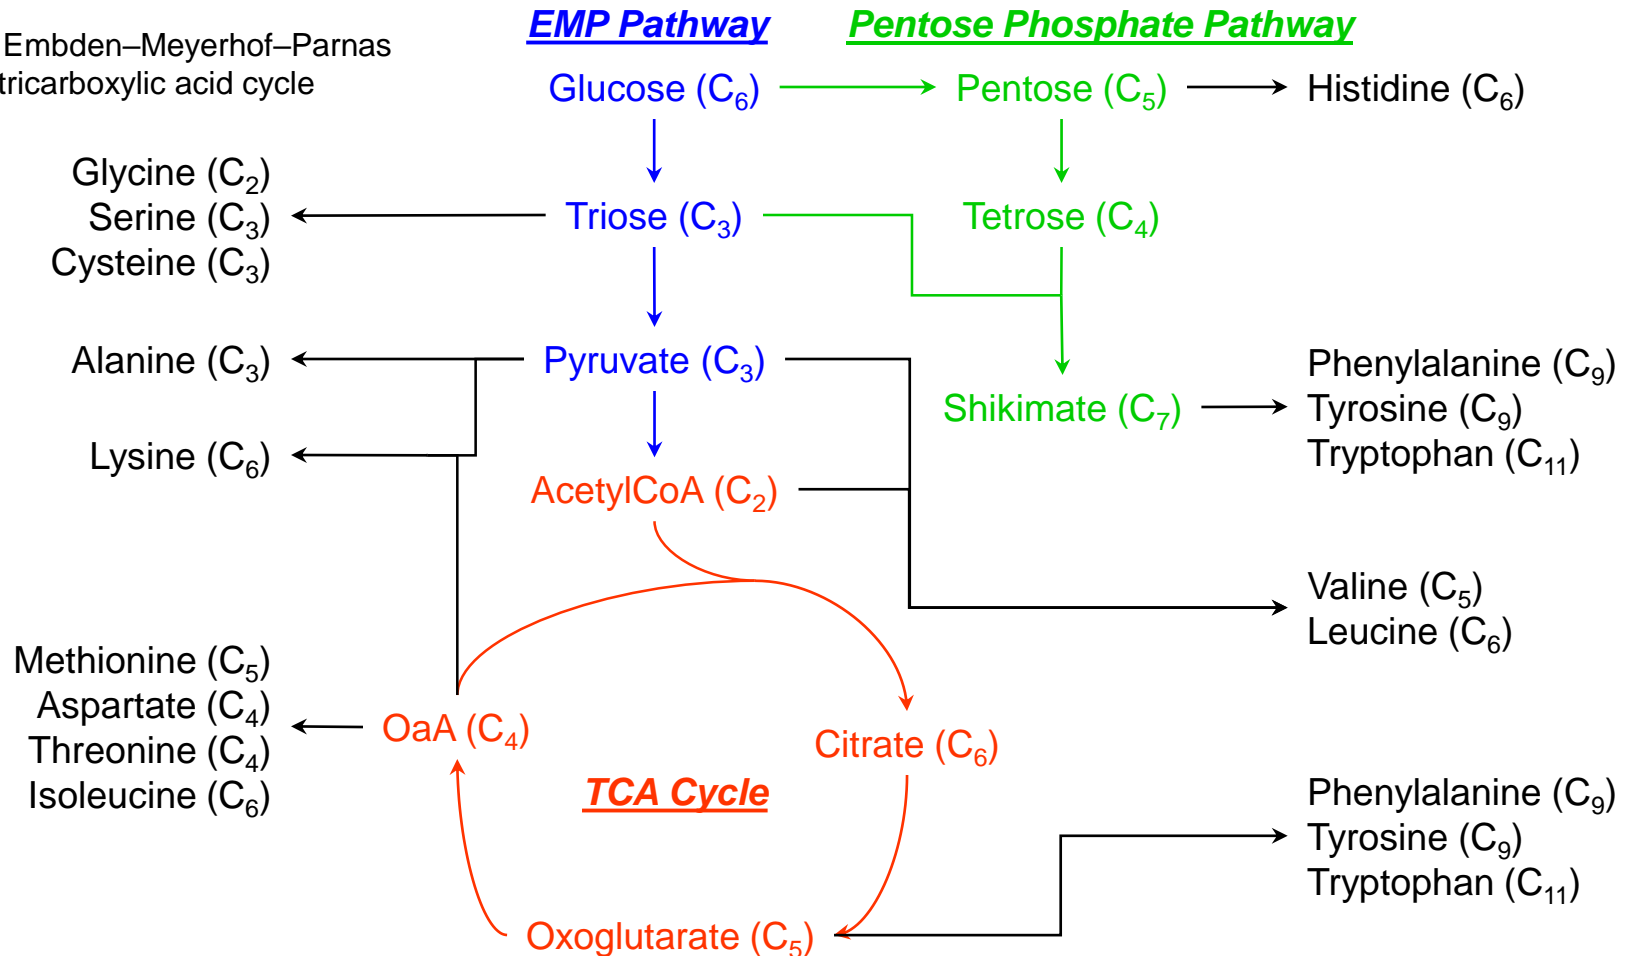 Embden–Meyerhof–Parnas
tricarboxylic acid cycle
EMP Pathway
Pentose Phosphate Pathway
Glucose (C₆)
Pentose (C₅)
Histidine (C₆)
Glycine (C₂)
Serine (C₃)
Cysteine (C₃)
Triose (C₃)
Tetrose (C₄)
Alanine (C₃)
Pyruvate (C₃)
Shikimate (C₇)
Phenylalanine (C₉)
Tyrosine (C₉)
Tryptophan (C₁₁)
Lysine (C₆)
AcetylCoA (C₂)
Valine (C₅)
Leucine (C₆)
Methionine (C₅)
Aspartate (C₄)
Threonine (C₄)
Isoleucine (C₆)
OaA (C₄)
Citrate (C₆)
TCA Cycle
Phenylalanine (C₉)
Tyrosine (C₉)
Tryptophan (C₁₁)
Oxoglutarate (C₅)